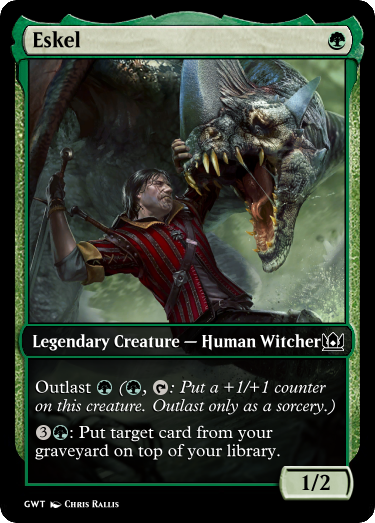 Eskel
Legendary Creature — Human Witcher
Outlast (, : Put a +1/+1 counter
on this creature. Outlast only as a sorcery.)
3: Put target card from your
graveyard on top of your library.
1/2
GWT Chris Rallis